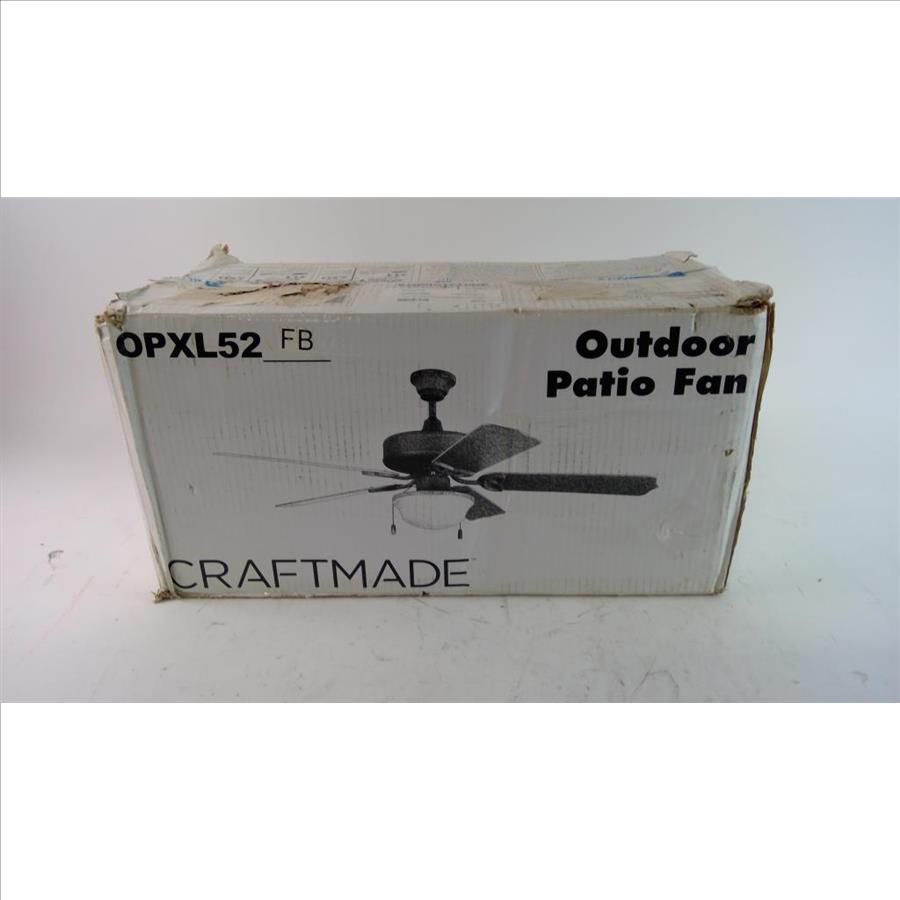 OPXL52 FB
Outdoor
Patio Fan
CRAFTMADE